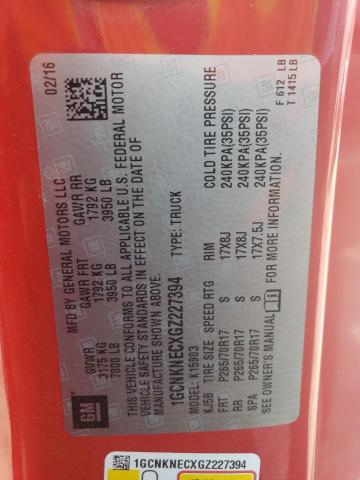 GM
MFD BY GENERAL MOTORS LLC
02/16
GVWR GAWR FRT GAWR RR
3175 KG 1792 KG 1792 KG
7000 LB 3950 LB 3950 LB
THIS VEHICLE CONFORMS TO ALL APPLICABLE U.S. FEDERAL MOTOR
VEHICLE SAFETY STANDARDS IN EFFECT ON THE DATE OF
MANUFACTURE SHOWN ABOVE.
1GCNKNECXGZ227394 TYPE: TRUCK
MODEL: K15903
KJ5B TIRE SIZE SPEED RTG RIM COLD TIRE PRESSURE
FRT P265/70R17 S 17X8J 240KPA(35PSI)
RR P265/70R17 S 17X8J 240KPA(35PSI)
SPA P265/70R17 S 17X7.5J 240KPA(35PSI)
SEE OWNER'S MANUAL FOR MORE INFORMATION.
F 612 LB
T 1415 LB
1GCNKNECXGZ227394